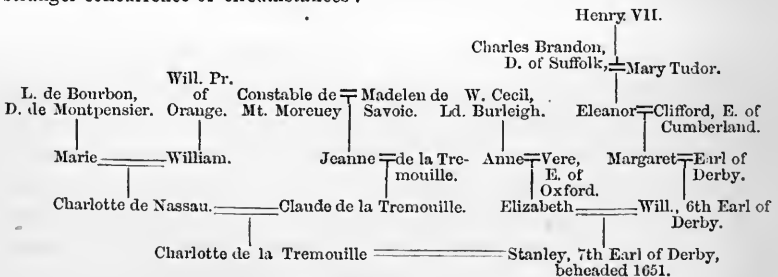 stranger concurrence of circumstances?
Henry VII.
Charles Brandon,
D. of Suffolk, Mary Tudor.
L. de Bourbon,
D. de Montpensier.
Will. Pr.
of
Orange.
Constable de
Mt. Morcuey
Madelen de
Savoie.
W. Cecil,
Ld. Burleigh.
Eleanor Clifford, E. of
Cumberland.
Marie William.
Jeanne de la Tre-
mouille.
Anne Vere,
E. of
Oxford.
Margaret Earl of
Derby.
Charlotte de Nassau. Claude de la Tremouille.
Elizabeth Will., 6th Earl of
Derby.
Charlotte de la Tremouille Stanley, 7th Earl of Derby,
beheaded 1651.